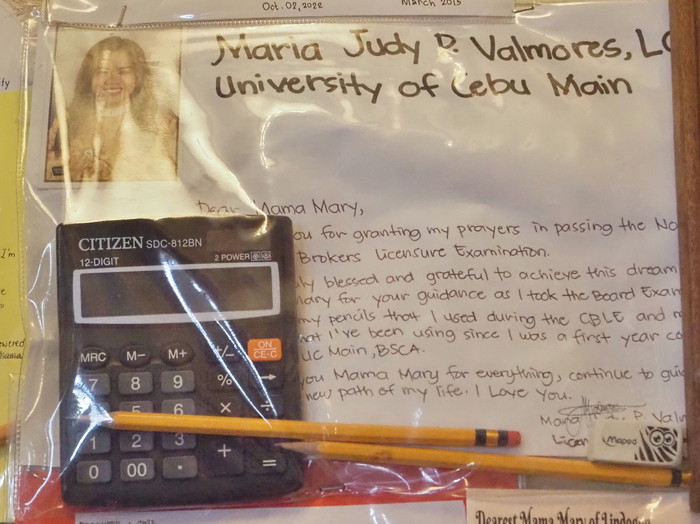 Oct. 02, 2022
March 2015
Maria Judy P. Valmores,
University of Cebu Main
Dear Mama Mary,
for granting my prayers in passing the
Brokers Licensure Examination.
blessed and grateful to achieve this dream
for your guidance as I took the Board Exam
my pencils that I used during the CBLE and
I've been using since I was a first year
UC Main, BSCA.
Mama Mary for everything, continue to
new path of my life. I Love You.
P.
CITIZEN SDC-812BN
12-DIGIT 2 POWER
MRC M− M+ +/− ON CE·C
7 8 9 % →
5 6 × ÷
1 2 3 +
0 00 · =
Maped
I'm
Dearest Mama Mary of